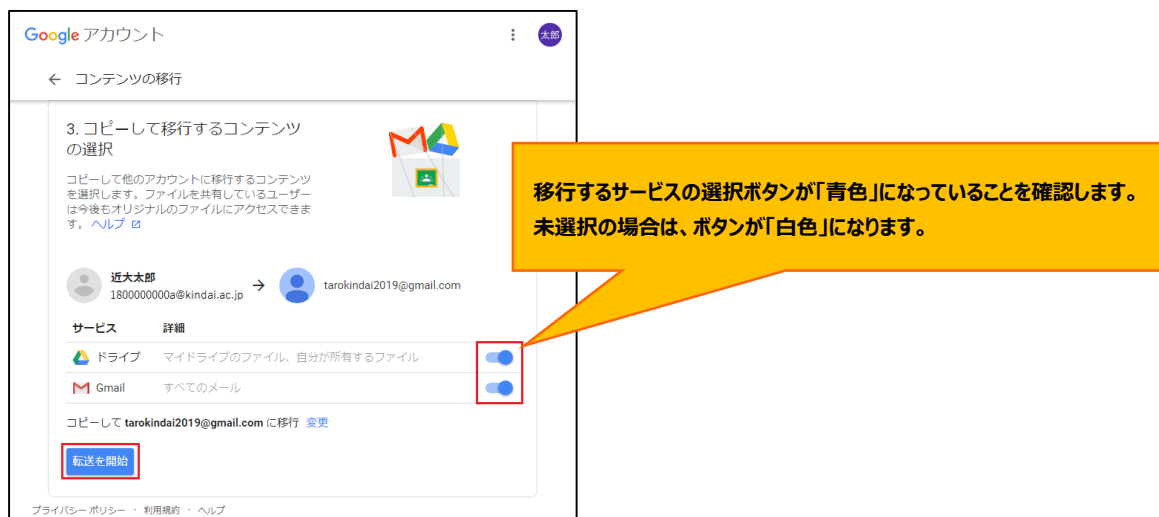 Google アカウント
太郎
コンテンツの移行
3. コピーして移行するコンテンツ
の選択
コピーして他のアカウントに移行するコンテンツ
を選択します。ファイルを共有しているユーザー
は今後もオリジナルのファイルにアクセスできま
す。ヘルプ
移行するサービスの選択ボタンが「青色」になっていることを確認します。
未選択の場合は、ボタンが「白色」になります。
近大太郎
1800000000a@kindai.ac.jp
tarokindai2019@gmail.com
サービス 詳細
ドライブ マイドライブのファイル、自分が所有するファイル
Gmail すべてのメール
コピーして tarokindai2019@gmail.com に移行 変更
転送を開始
プライバシー ポリシー ・ 利用規約 ・ ヘルプ